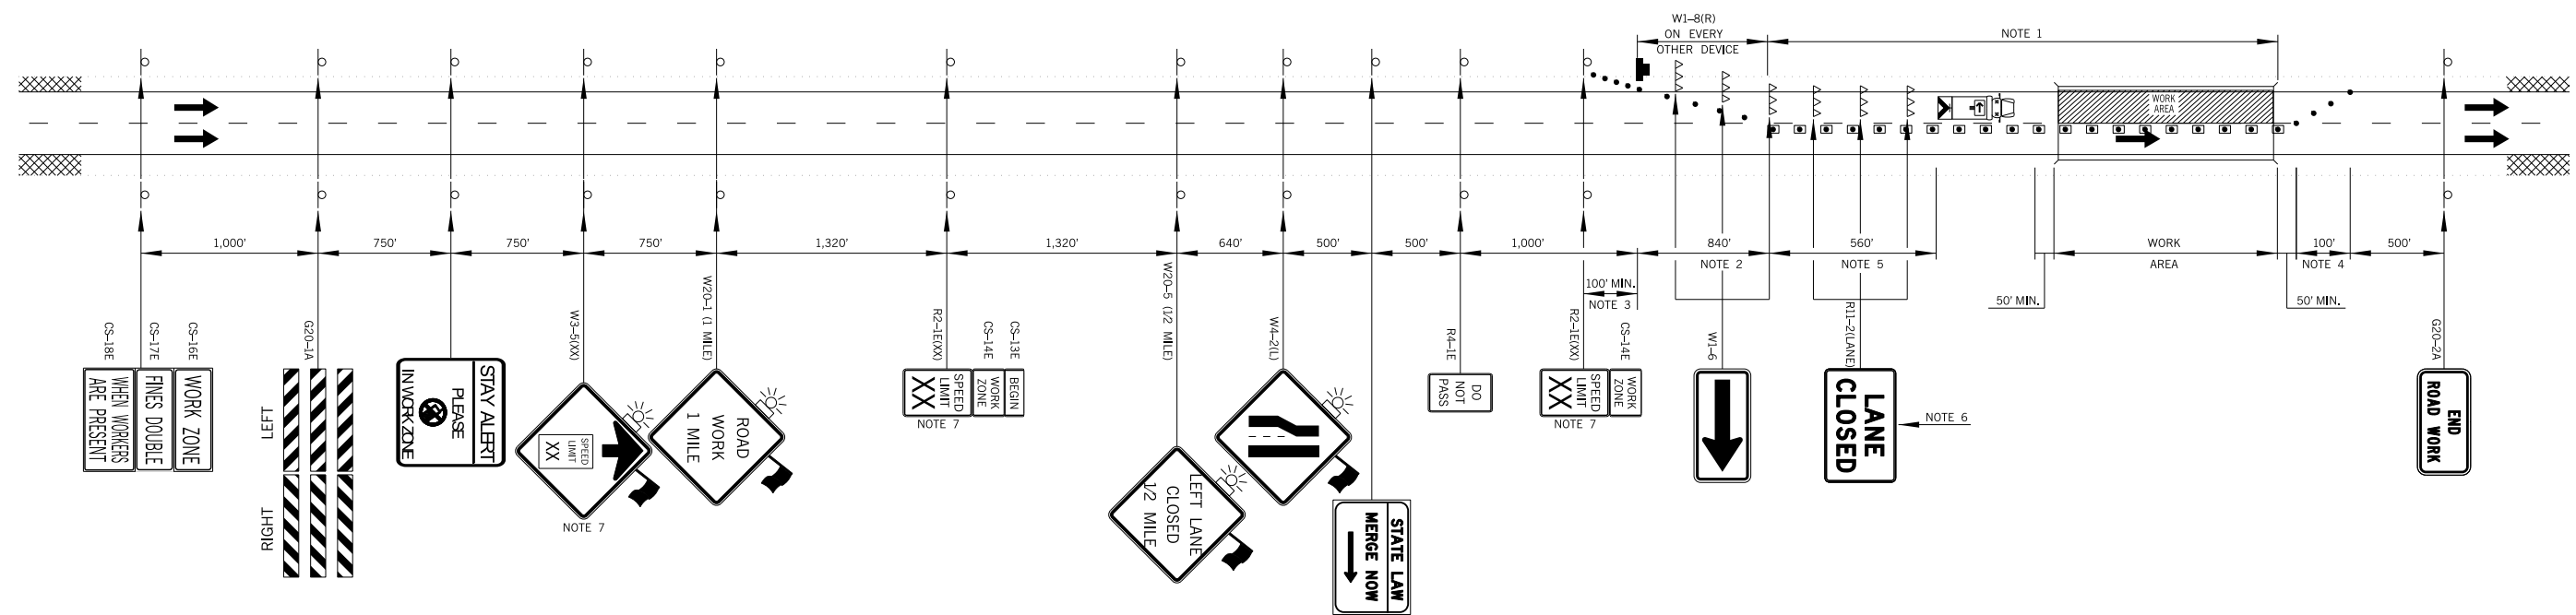 W1-8(R)
ON EVERY
OTHER DEVICE
NOTE 1
WORK
AREA
1,000'
750'
750'
750'
1,320'
1,320'
640'
500'
500'
1,000'
840'
NOTE 2
560'
NOTE 5
WORK
AREA
100'
NOTE 4
500'
100' MIN.
NOTE 3
50' MIN.
50' MIN.
CS-18E
CS-17E
CS-16E
G20-1A
W3-5(XX)
W20-1 (1 MILE)
R2-1E(XX)
CS-14E
CS-13E
W20-5 (1/2 MILE)
W4-2(L)
R4-1E
R2-1E(XX)
CS-14E
W1-6
R11-2(LANE)
G20-2A
WORK ZONE
FINES DOUBLE
WHEN WORKERS
ARE PRESENT
LEFT
RIGHT
STAY ALERT
PLEASE
IN WORK ZONE
SPEED
LIMIT
XX
NOTE 7
ROAD
WORK
1 MILE
BEGIN
WORK
ZONE
SPEED
LIMIT
XX
NOTE 7
LEFT LANE
CLOSED
1/2 MILE
STATE LAW
MERGE NOW
DO
NOT
PASS
WORK
ZONE
SPEED
LIMIT
XX
NOTE 7
LANE
CLOSED
NOTE 6
END
ROAD WORK